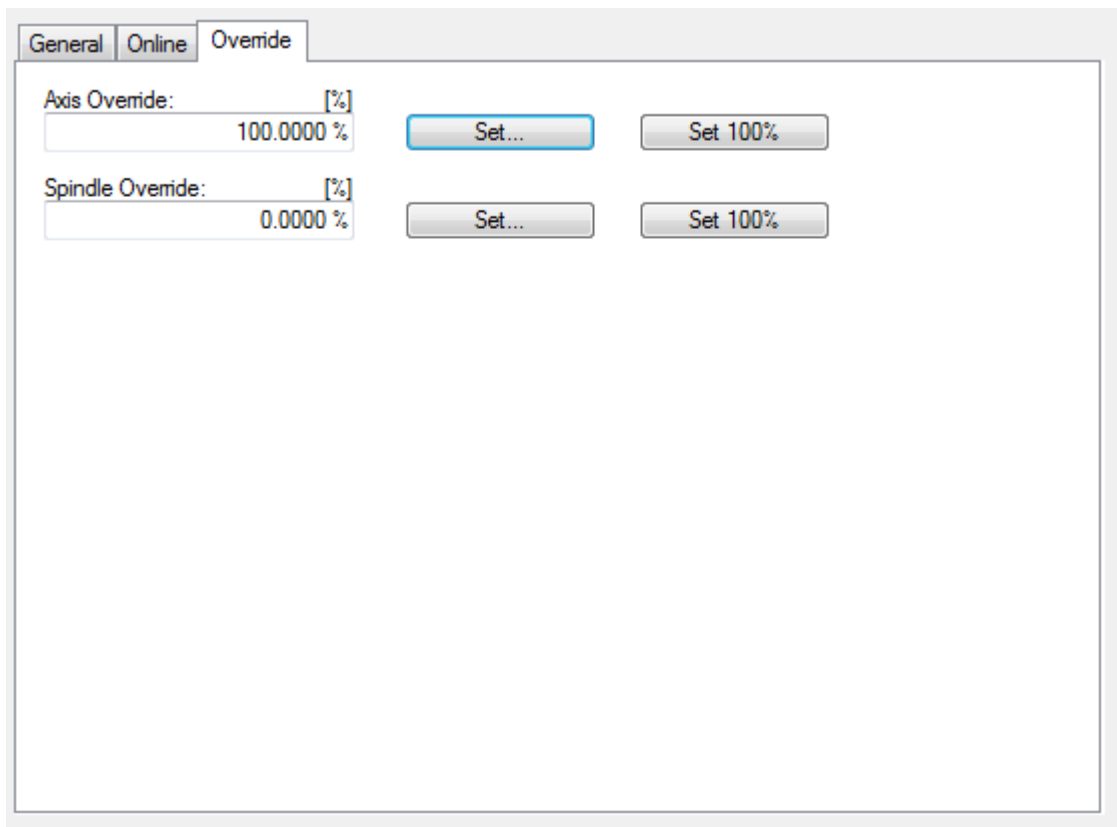 General Online Override
Axis Override: [%]
100.0000 % Set... Set 100%
Spindle Override: [%]
0.0000 % Set... Set 100%